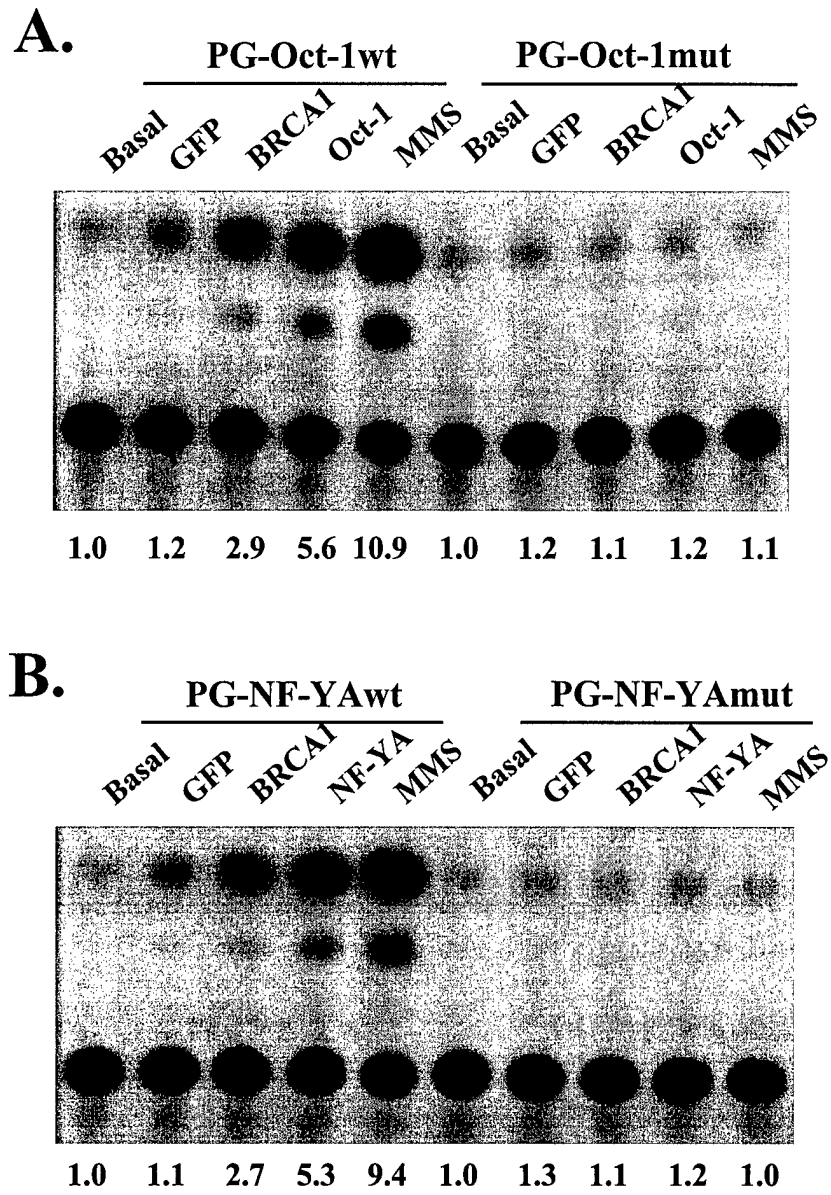 A.
PG-Oct-1wt PG-Oct-1mut
Basal GFP BRCA1 Oct-1 MMS Basal GFP BRCA1 Oct-1 MMS
1.0 1.2 2.9 5.6 10.9 1.0 1.2 1.1 1.2 1.1
B.
PG-NF-YAwt PG-NF-YAmut
Basal GFP BRCA1 NF-YA MMS Basal GFP BRCA1 NF-YA MMS
1.0 1.1 2.7 5.3 9.4 1.0 1.3 1.1 1.2 1.0